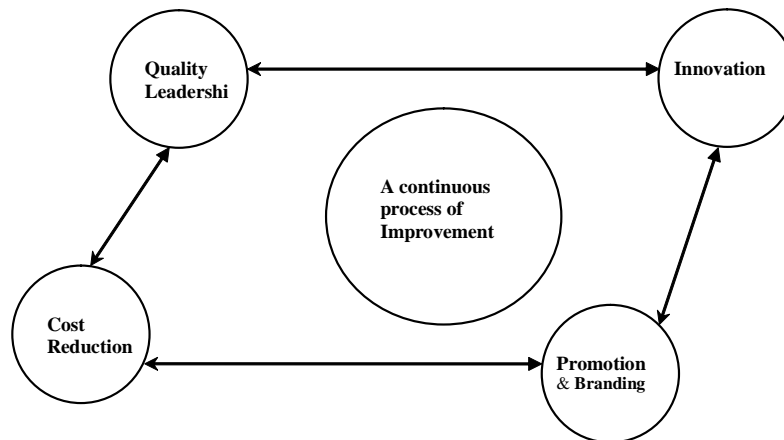 Quality
Leadershi
Innovation
A continuous
process of
Improvement
Cost
Reduction
Promotion
& Branding